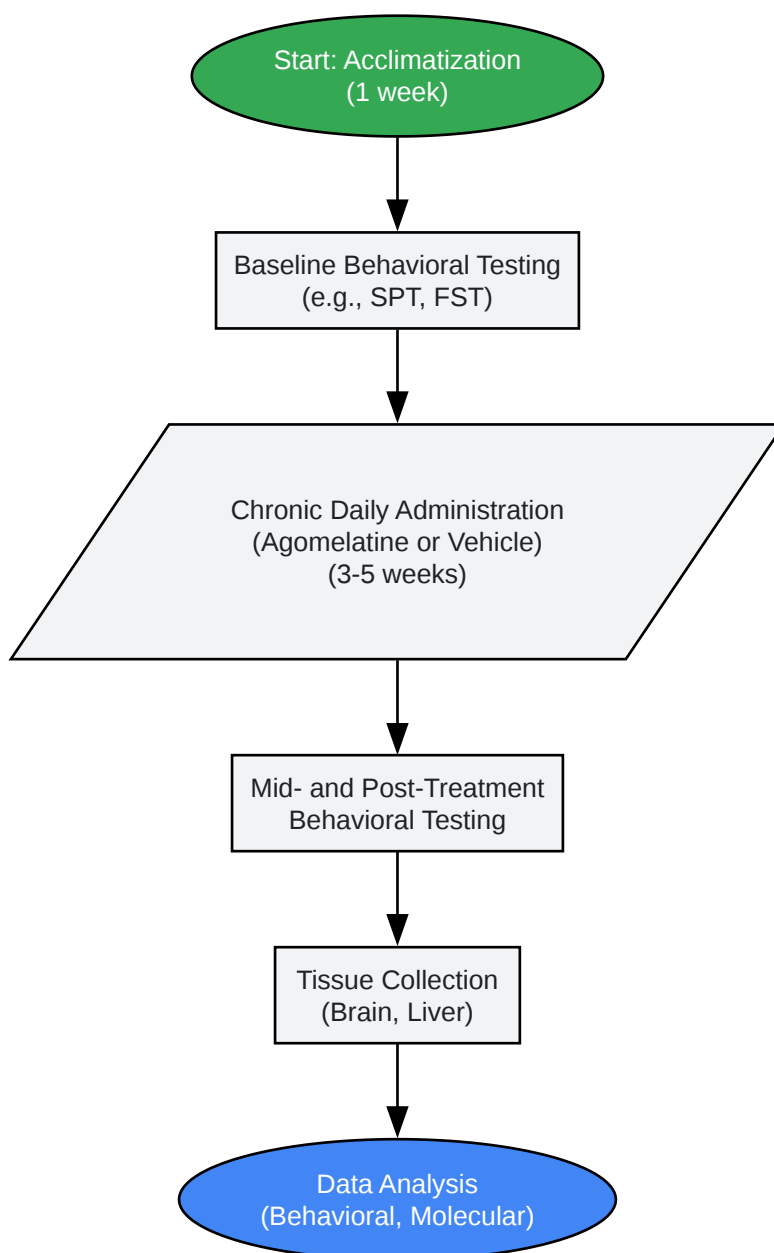 Start: Acclimatization
(1 week)
Baseline Behavioral Testing
(e.g., SPT, FST)
Chronic Daily Administration
(Agomelatine or Vehicle)
(3-5 weeks)
Mid- and Post-Treatment
Behavioral Testing
Tissue Collection
(Brain, Liver)
Data Analysis
(Behavioral, Molecular)